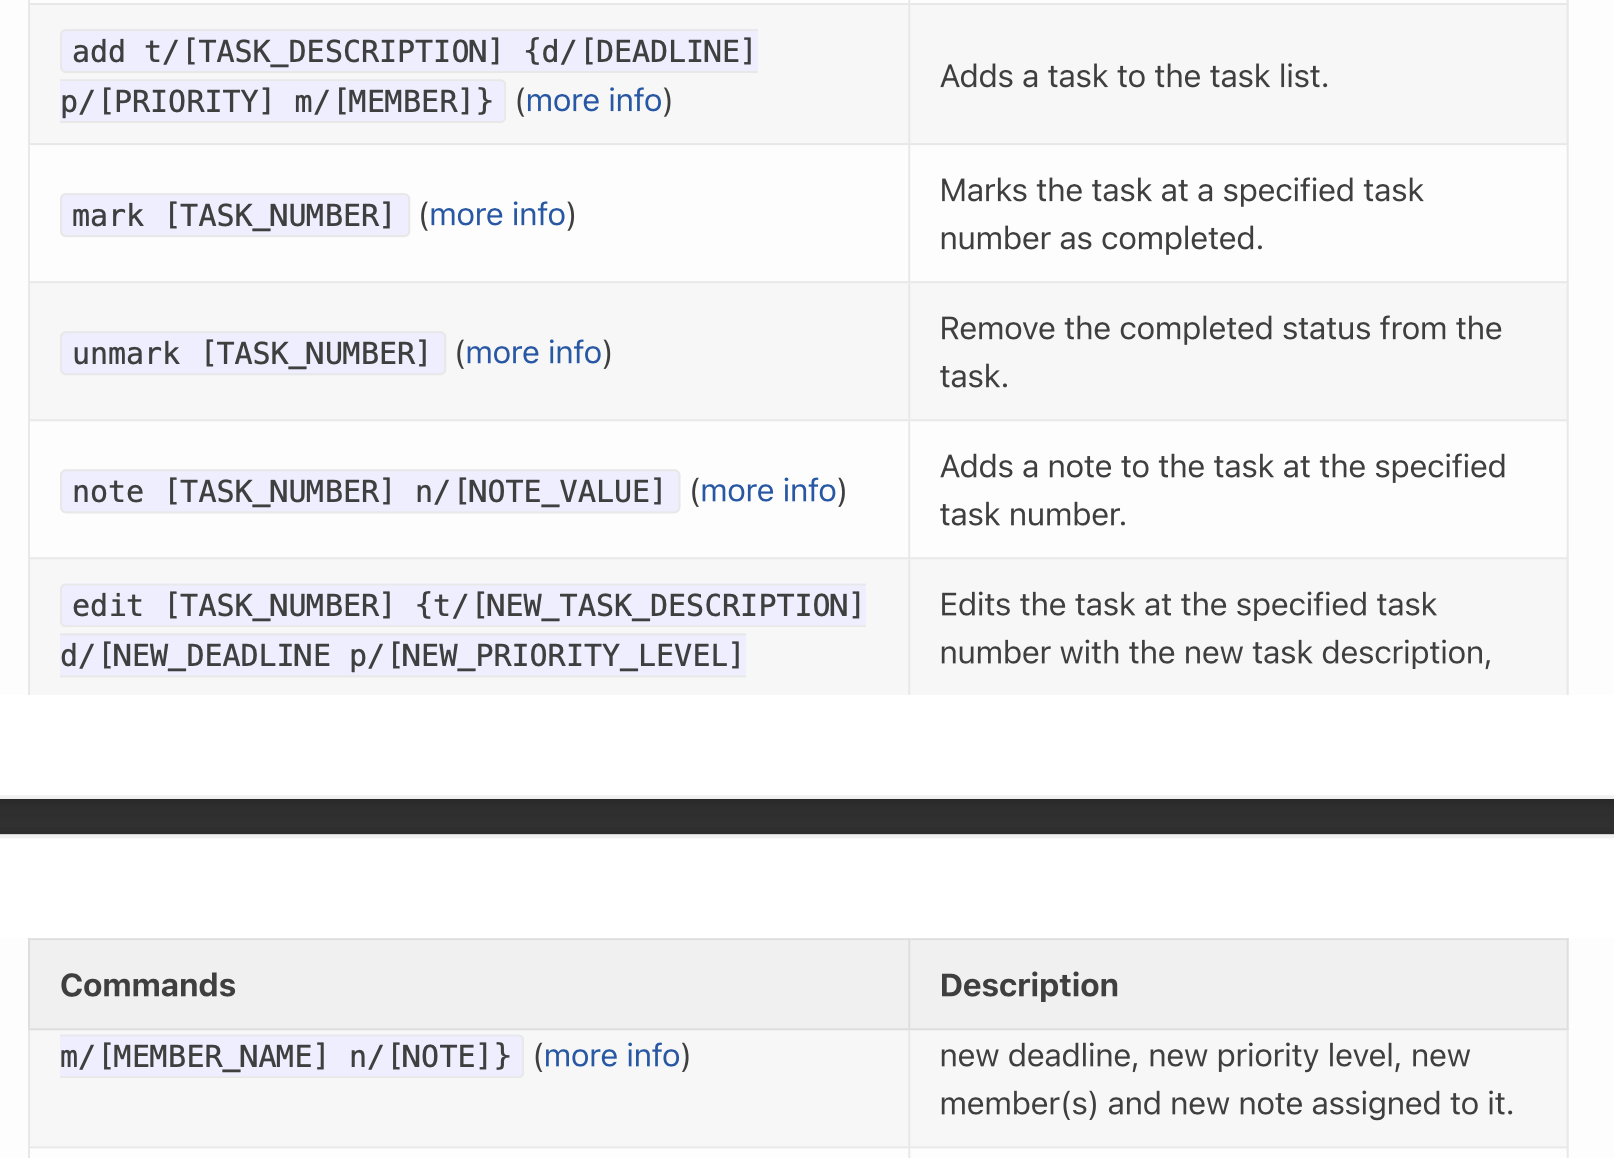 add t/[TASK_DESCRIPTION] {d/[DEADLINE]
p/[PRIORITY] m/[MEMBER]} (more info)
Adds a task to the task list.
mark [TASK_NUMBER] (more info)
Marks the task at a specified task
number as completed.
unmark [TASK_NUMBER] (more info)
Remove the completed status from the
task.
note [TASK_NUMBER] n/[NOTE_VALUE] (more info)
Adds a note to the task at the specified
task number.
edit [TASK_NUMBER] {t/[NEW_TASK_DESCRIPTION]
d/[NEW_DEADLINE p/[NEW_PRIORITY_LEVEL]
Edits the task at the specified task
number with the new task description,
Commands
Description
m/[MEMBER_NAME] n/[NOTE]} (more info)
new deadline, new priority level, new
member(s) and new note assigned to it.